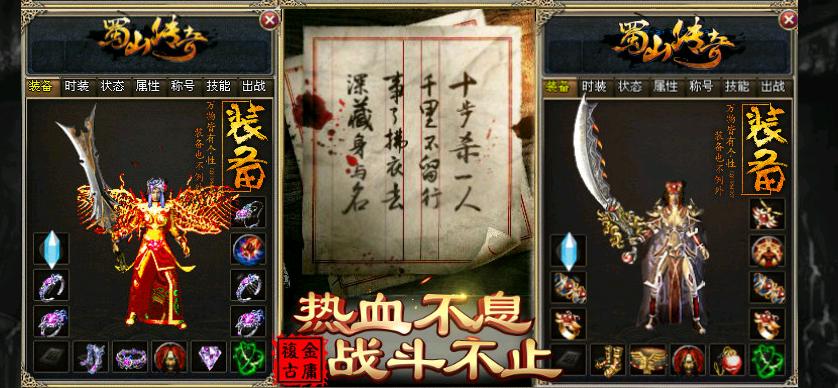 蜀山传奇
装备 时装 状态 属性 称号 技能 出战
装备
万物皆有人性
装备也不例外
十步杀一人
千里不留行
事了拂衣去
深藏身与名
热血不息
战斗不止
金庸
復古
蜀山传奇
装备 时装 状态 属性 称号 技能 出战
装备
万物皆有人性
装备也不例外